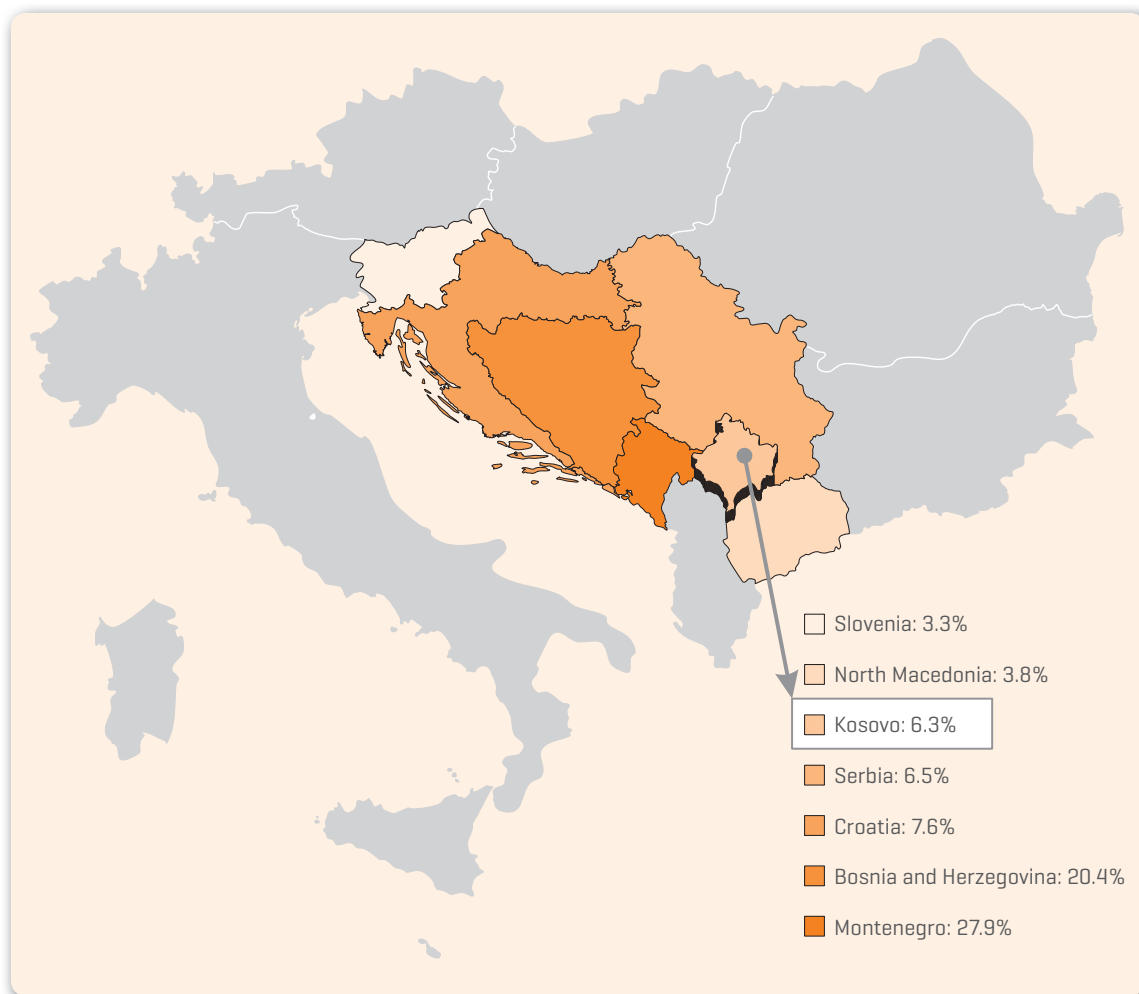 Slovenia: 3.3%
North Macedonia: 3.8%
Kosovo: 6.3%
Serbia: 6.5%
Croatia: 7.6%
Bosnia and Herzegovina: 20.4%
Montenegro: 27.9%